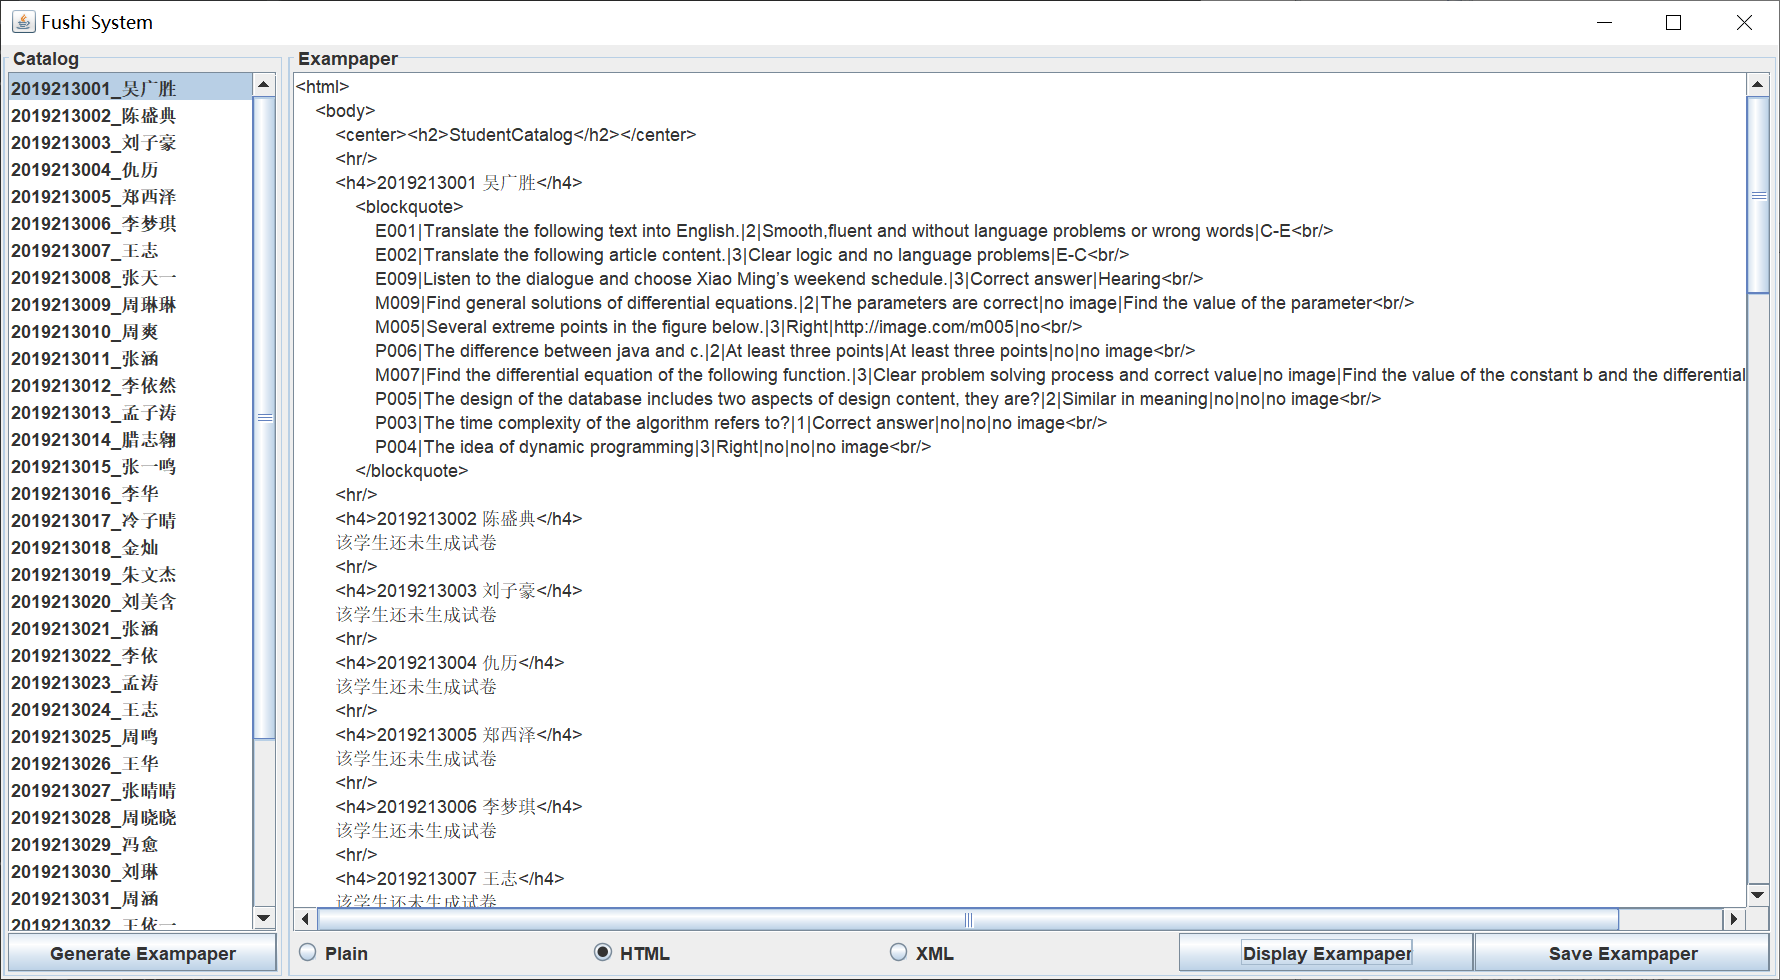 Fushi System
Catalog
2019213001_吴广胜
2019213002_陈盛典
2019213003_刘子豪
2019213004_仇历
2019213005_郑西泽
2019213006_李梦琪
2019213007_王志
2019213008_张天一
2019213009_周琳琳
2019213010_周爽
2019213011_张涵
2019213012_李依然
2019213013_孟子涛
2019213014_腊志翱
2019213015_张一鸣
2019213016_李华
2019213017_冷子晴
2019213018_金灿
2019213019_朱文杰
2019213020_刘美含
2019213021_张涵
2019213022_李依
2019213023_孟涛
2019213024_王志
2019213025_周鸣
2019213026_王华
2019213027_张晴晴
2019213028_周晓晓
2019213029_冯愈
2019213030_刘琳
2019213031_周涵
2019213032_王依一
Generate Exampaper
Exampaper
<html>
<body>
<center><h2>StudentCatalog</h2></center>
<hr/>
<h4>2019213001 吴广胜</h4>
<blockquote>
E001|Translate the following text into English.|2|Smooth,fluent and without language problems or wrong words|C-E<br/>
E002|Translate the following article content.|3|Clear logic and no language problems|E-C<br/>
E009|Listen to the dialogue and choose Xiao Ming’s weekend schedule.|3|Correct answer|Hearing<br/>
M009|Find general solutions of differential equations.|2|The parameters are correct|no image|Find the value of the parameter<br/>
M005|Several extreme points in the figure below.|3|Right|http://image.com/m005|no<br/>
P006|The difference between java and c.|2|At least three points|At least three points|no|no image<br/>
M007|Find the differential equation of the following function.|3|Clear problem solving process and correct value|no image|Find the value of the constant b and the differential
P005|The design of the database includes two aspects of design content, they are?|2|Similar in meaning|no|no|no image<br/>
P003|The time complexity of the algorithm refers to?|1|Correct answer|no|no|no image<br/>
P004|The idea of dynamic programming|3|Right|no|no|no image<br/>
</blockquote>
<hr/>
<h4>2019213002 陈盛典</h4>
该学生还未生成试卷
<hr/>
<h4>2019213003 刘子豪</h4>
该学生还未生成试卷
<hr/>
<h4>2019213004 仇历</h4>
该学生还未生成试卷
<hr/>
<h4>2019213005 郑西泽</h4>
该学生还未生成试卷
<hr/>
<h4>2019213006 李梦琪</h4>
该学生还未生成试卷
<hr/>
<h4>2019213007 王志</h4>
该学生还未生成试卷
Plain
HTML
XML
Display Exampaper
Save Exampaper